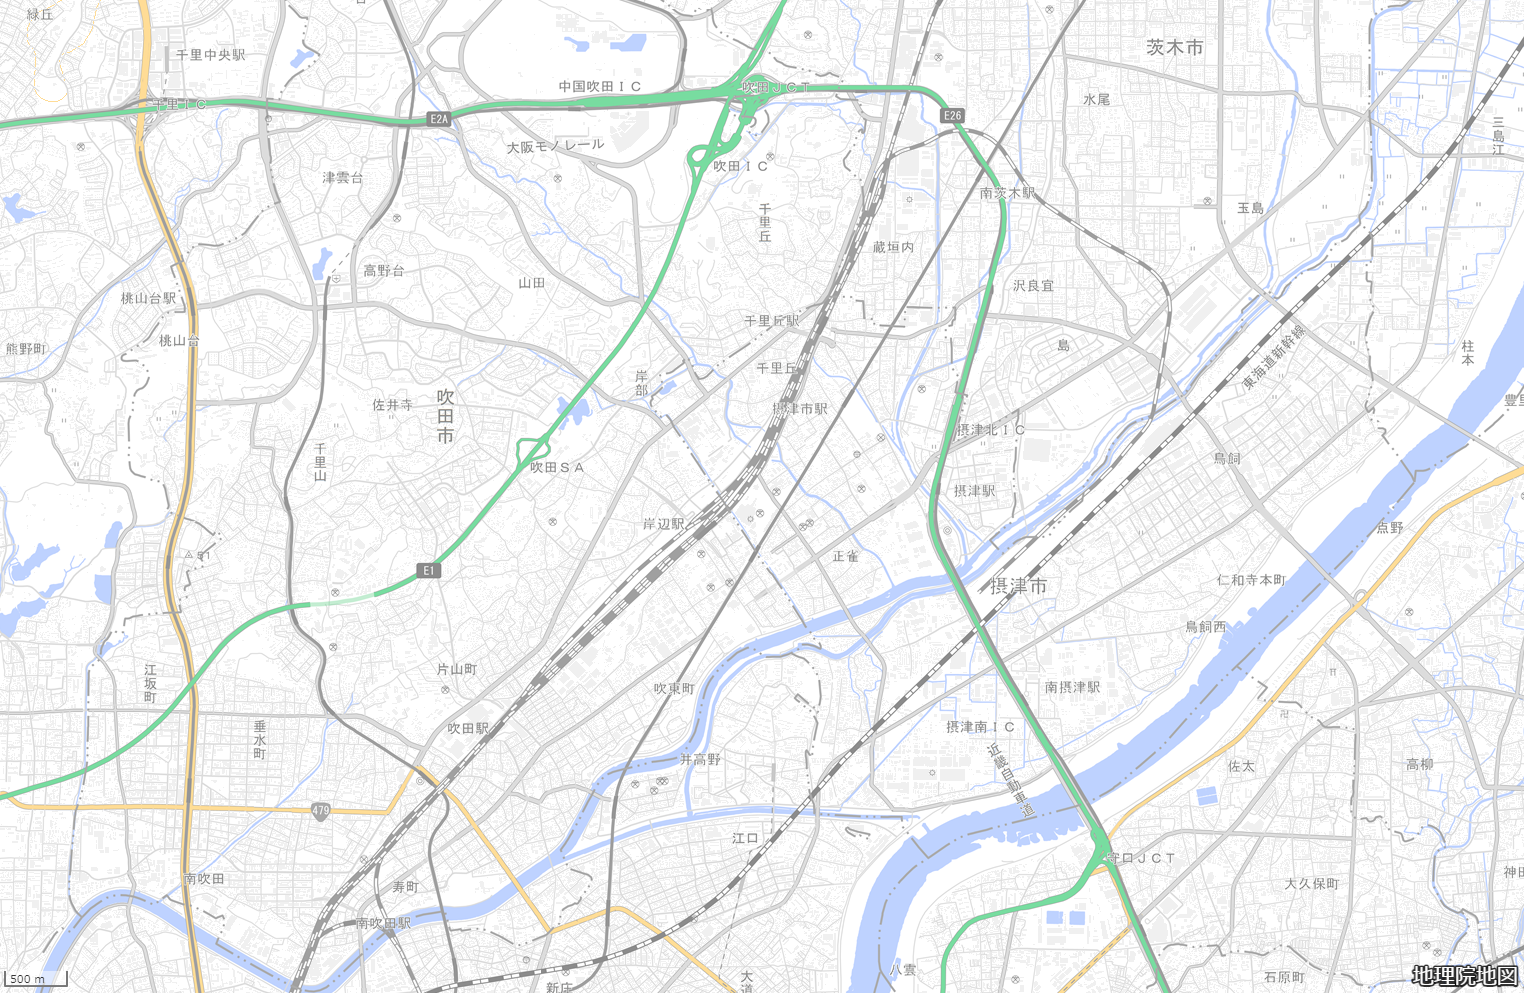 緑丘
千里中央駅
茨木市
中国吹田ＩＣ
吹田ＪＣＴ
水尾
千里ＩＣ
E2A
E26
三島江
大阪モノレール
吹田ＩＣ
津雲台
南茨木駅
千里丘
玉島
蔵垣内
高野台
山田
沢良宜
桃山台駅
千里丘駅
桃山台
熊野町
島
東海道新幹線
柱本
千里丘
岸部
佐井寺
吹田市
摂津市駅
豊里
摂津北ＩＣ
千里山
吹田ＳＡ
鳥飼
摂津駅
岸辺駅
点野
51
正雀
E1
摂津市
仁和寺本町
鳥飼西
片山町
江坂町
吹東町
南摂津駅
垂水町
吹田駅
摂津南ＩＣ
井高野
近畿自動車道
佐太
高柳
479
江口
守口ＪＣＴ
南吹田
寿町
大久保町
神田
南吹田駅
八雲
大道
新庄
石原町
500 m
地理院地図